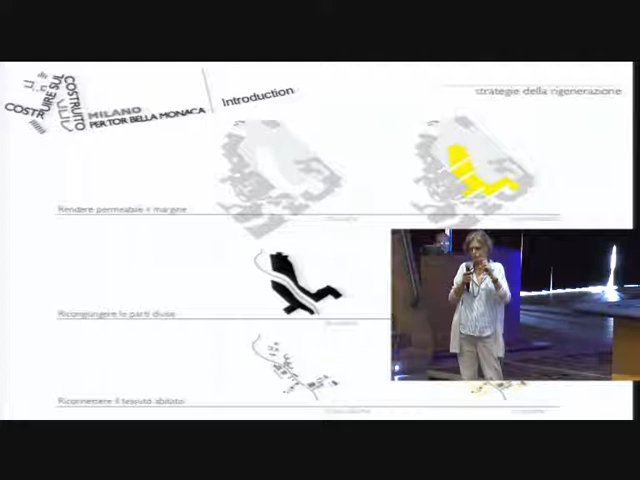 COSTRUIRE SUL
COSTRUITO
MILANO
PER TOR BELLA MONACA
Introduction
strategie della rigenerazione
Rendere permeabile il margine
Ricongiungere le parti divise
Riconnettere il tessuto abitato